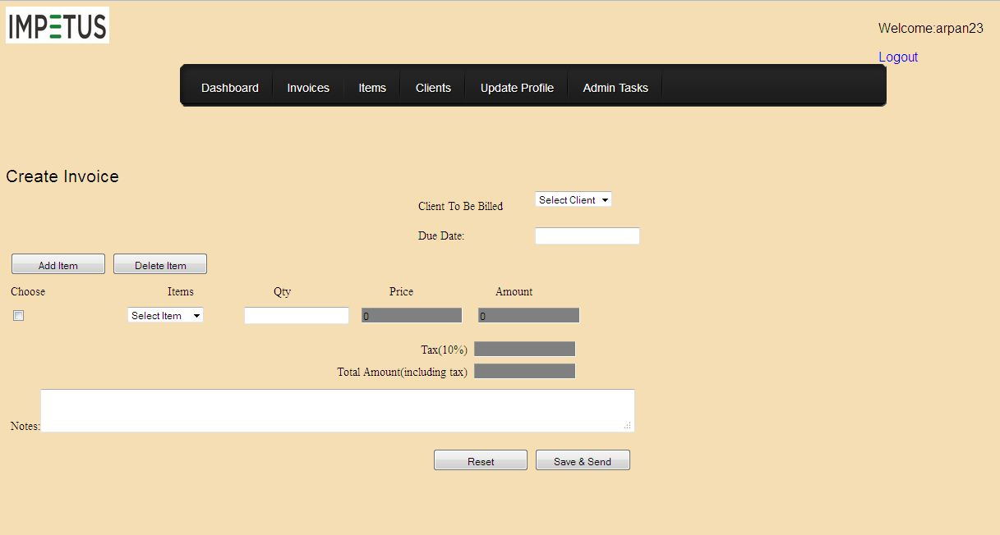 IMPETUS
Welcome:arpan23
Logout
Dashboard Invoices Items Clients Update Profile Admin Tasks
Create Invoice
Client To Be Billed Select Client
Due Date:
Add Item Delete Item
Choose Items Qty Price Amount
Select Item 0 0
Tax(10%)
Total Amount(including tax)
Notes:
Reset Save & Send